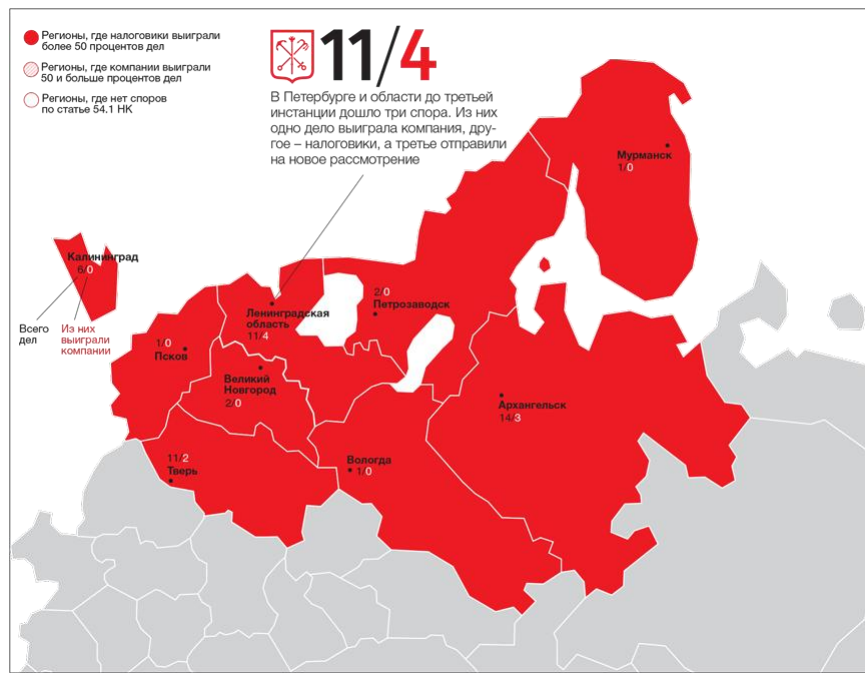 Регионы, где налоговики выиграли
более 50 процентов дел
Регионы, где компании выиграли
50 и больше процентов дел
Регионы, где нет споров
по статье 54.1 НК
11/4
В Петербурге и области до третьей
инстанции дошло три спора. Из них
одно дело выиграла компания, дру-
гое – налоговики, а третье отправили
на новое рассмотрение
Мурманск
1/0
Калининград
6/0
Всего
дел
Из них
выиграли
компании
2/0
Петрозаводск
Ленинградская
область
11/4
1/0
Псков
Великий
Новгород
2/0
Архангельск
14/3
11/2
Тверь
Вологда
1/0